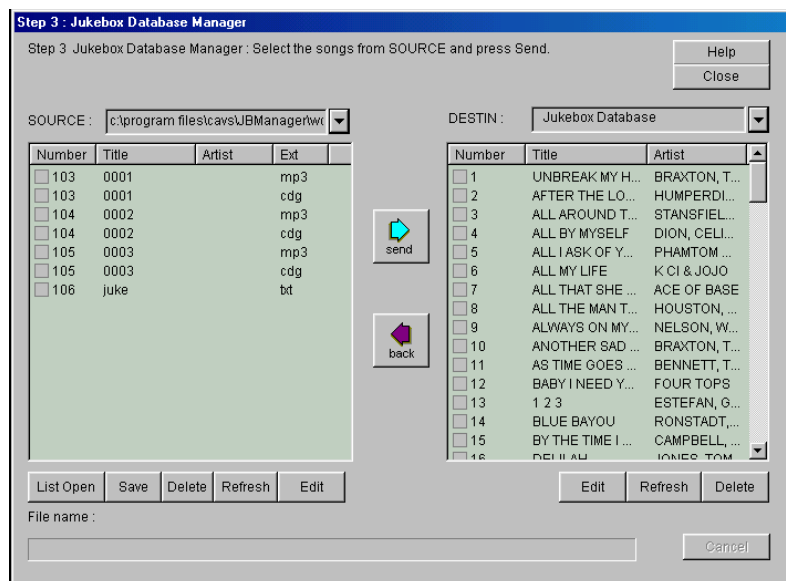 Step 3 : Jukebox Database Manager
Step 3 Jukebox Database Manager : Select the songs from SOURCE and press Send.
Help
Close
SOURCE : c:\program files\cavs\JBManager\w
DESTIN : Jukebox Database
Number Title Artist Ext
103 0001 mp3
103 0001 cdg
104 0002 mp3
104 0002 cdg
105 0003 mp3
105 0003 cdg
106 juke txt
send
back
Number Title Artist
1 UNBREAK MY H... BRAXTON, T...
2 AFTER THE LO... HUMPERDI...
3 ALL AROUND T... STANSFIEL...
4 ALL BY MYSELF DION, CELI...
5 ALL I ASK OF Y... PHAMTOM ...
6 ALL MY LIFE K CI & JOJO
7 ALL THAT SHE ... ACE OF BASE
8 ALL THE MAN T... HOUSTON, ...
9 ALWAYS ON MY... NELSON, W...
10 ANOTHER SAD ... BRAXTON, T...
11 AS TIME GOES ... BENNETT, T...
12 BABY I NEED Y... FOUR TOPS
13 1 2 3 ESTEFAN, G...
14 BLUE BAYOU RONSTADT,...
15 BY THE TIME I ... CAMPBELL, ...
16 DELILAH JONES, TOM
List Open Save Delete Refresh Edit
Edit Refresh Delete
File name :
Cancel